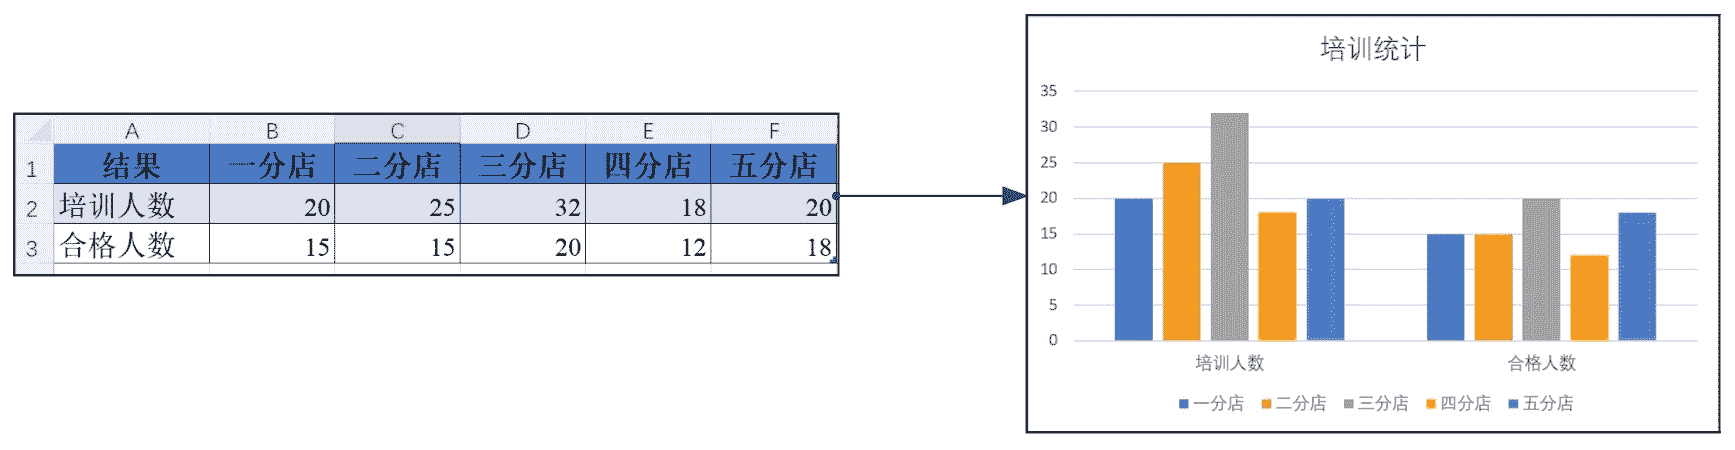 A B C D E F
1 结果 一分店 二分店 三分店 四分店 五分店
2 培训人数 20 25 32 18 20
3 合格人数 15 15 20 12 18
培训统计
35
30
25
20
15
10
5
0
培训人数 合格人数
一分店 二分店 三分店 四分店 五分店